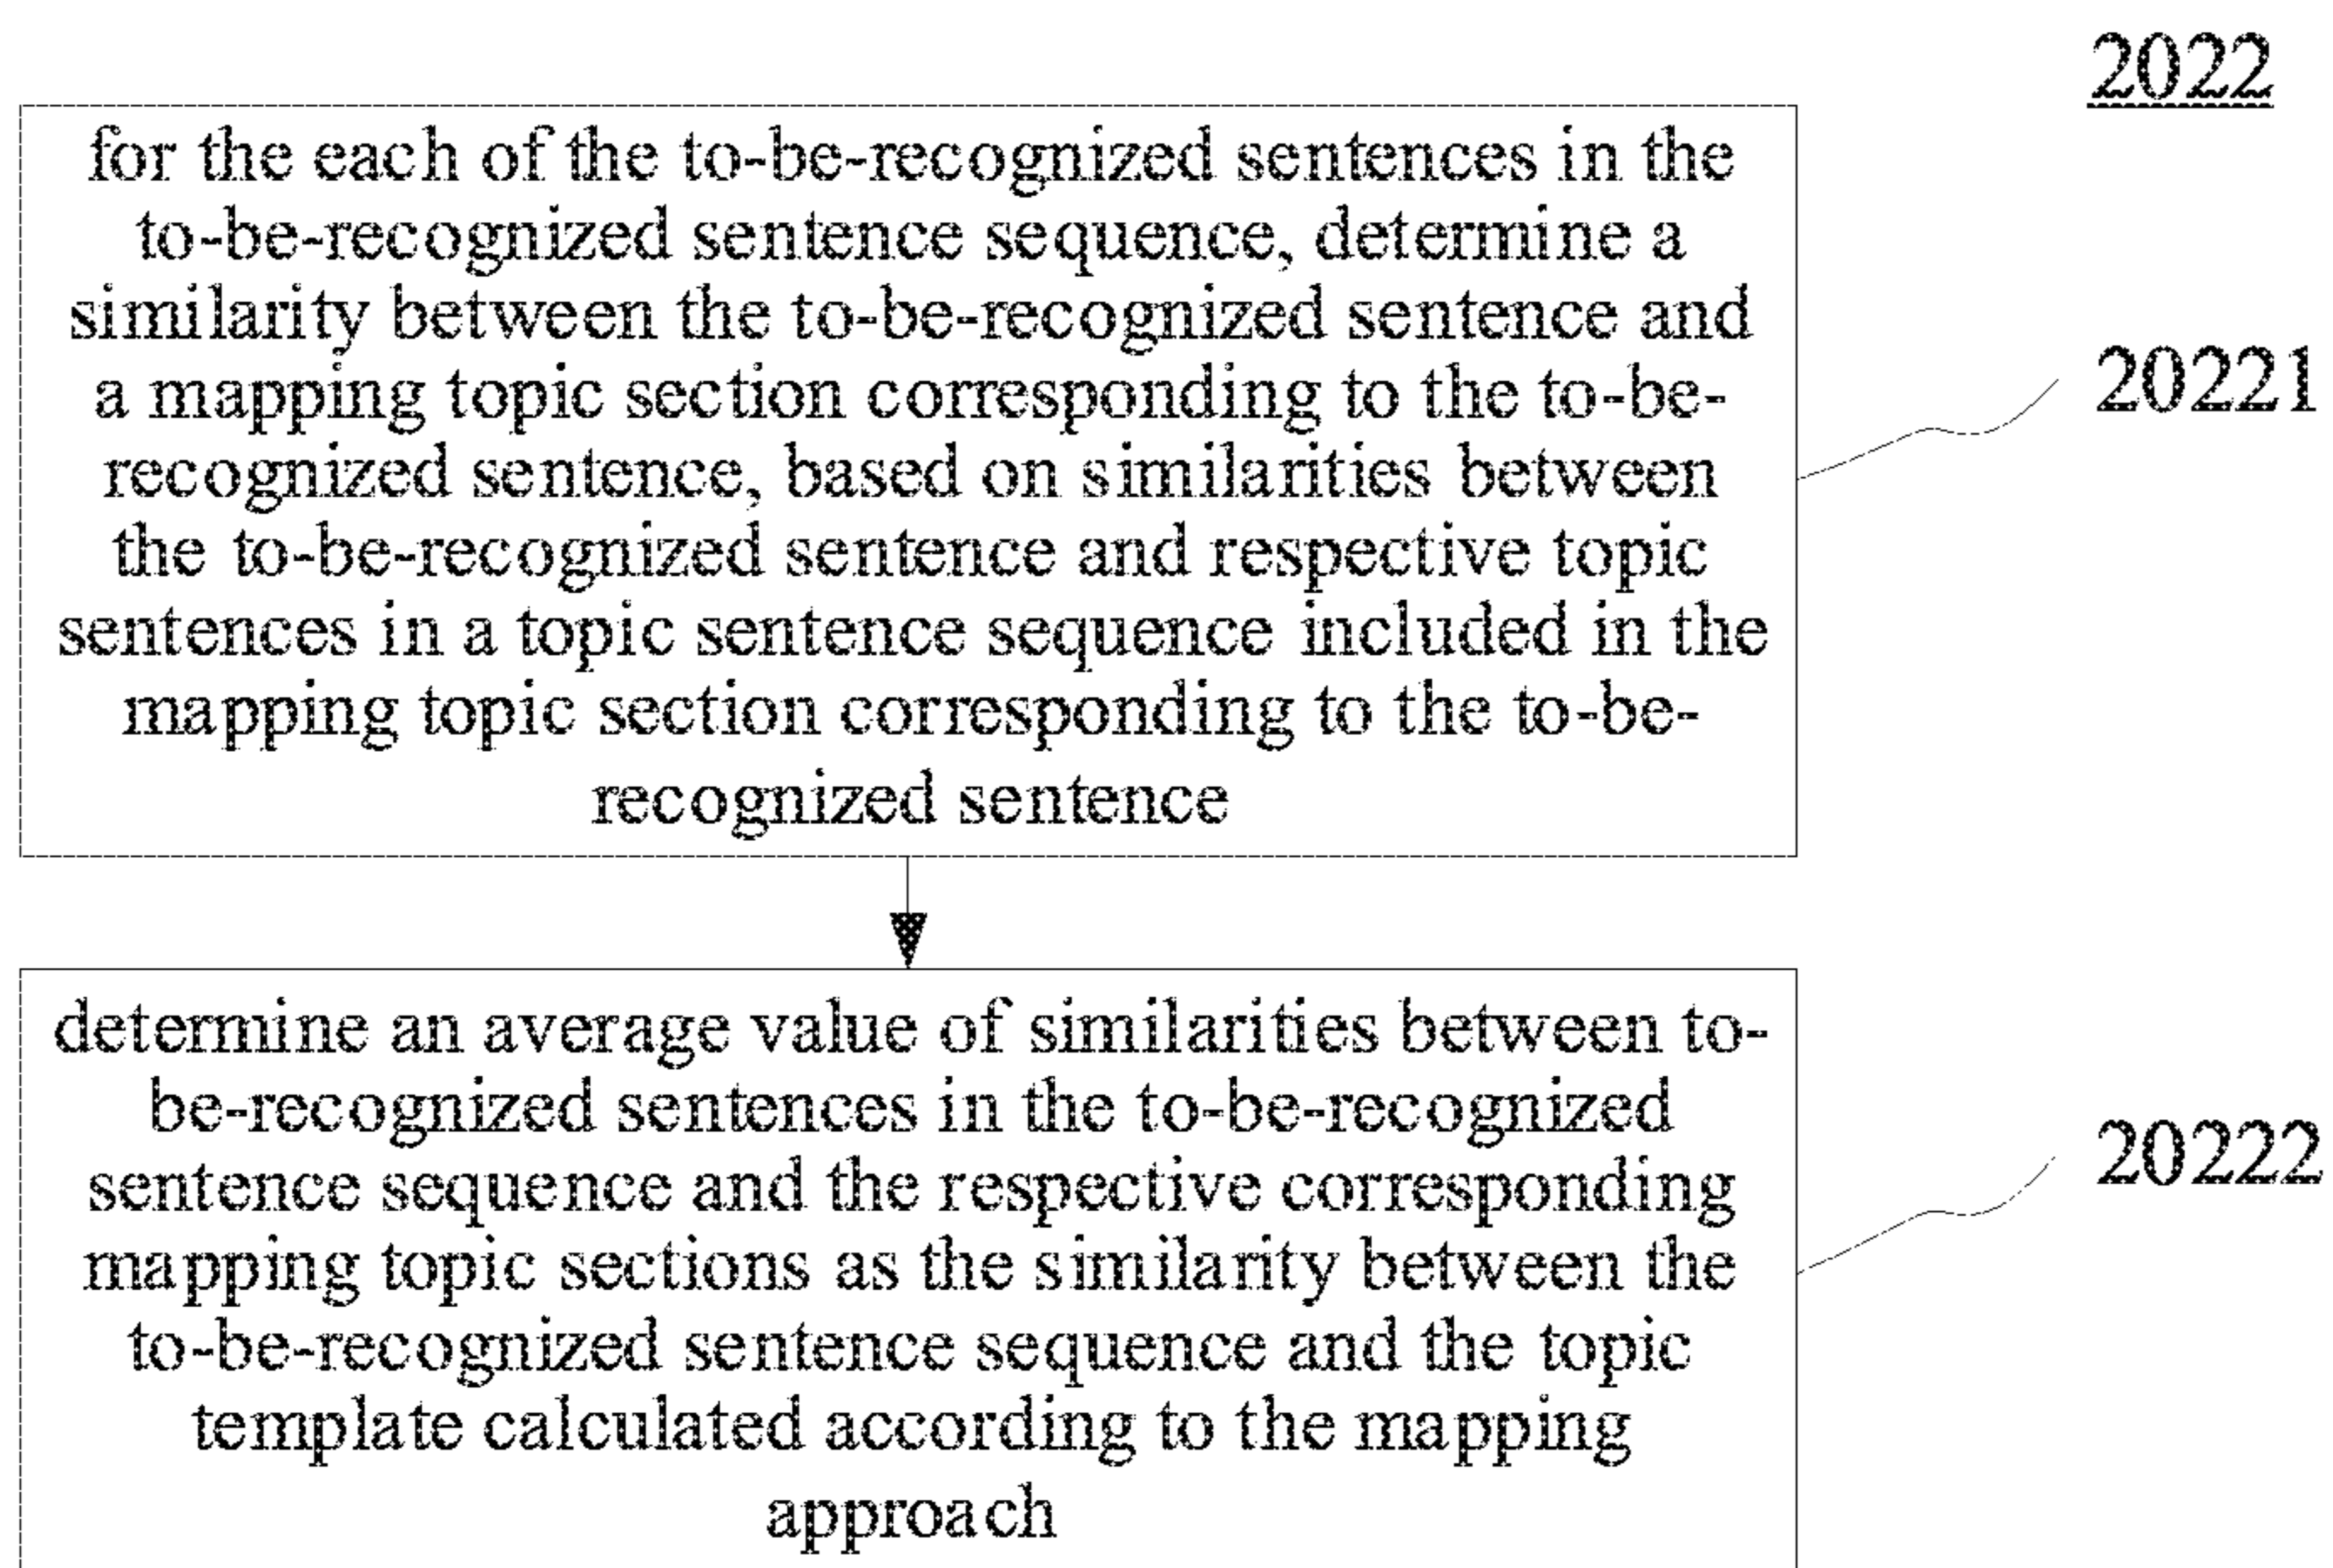 2022
for the each of the to-be-recognized sentences in the
to-be-recognized sentence sequence, determine a
similarity between the to-be-recognized sentence and
a mapping topic section corresponding to the to-be-
recognized sentence, based on similarities between
the to-be-recognized sentence and respective topic
sentences in a topic sentence sequence included in the
mapping topic section corresponding to the to-be-
recognized sentence
20221
determine an average value of similarities between to-
be-recognized sentences in the to-be-recognized
sentence sequence and the respective corresponding
mapping topic sections as the similarity between the
to-be-recognized sentence sequence and the topic
template calculated according to the mapping
approach
20222